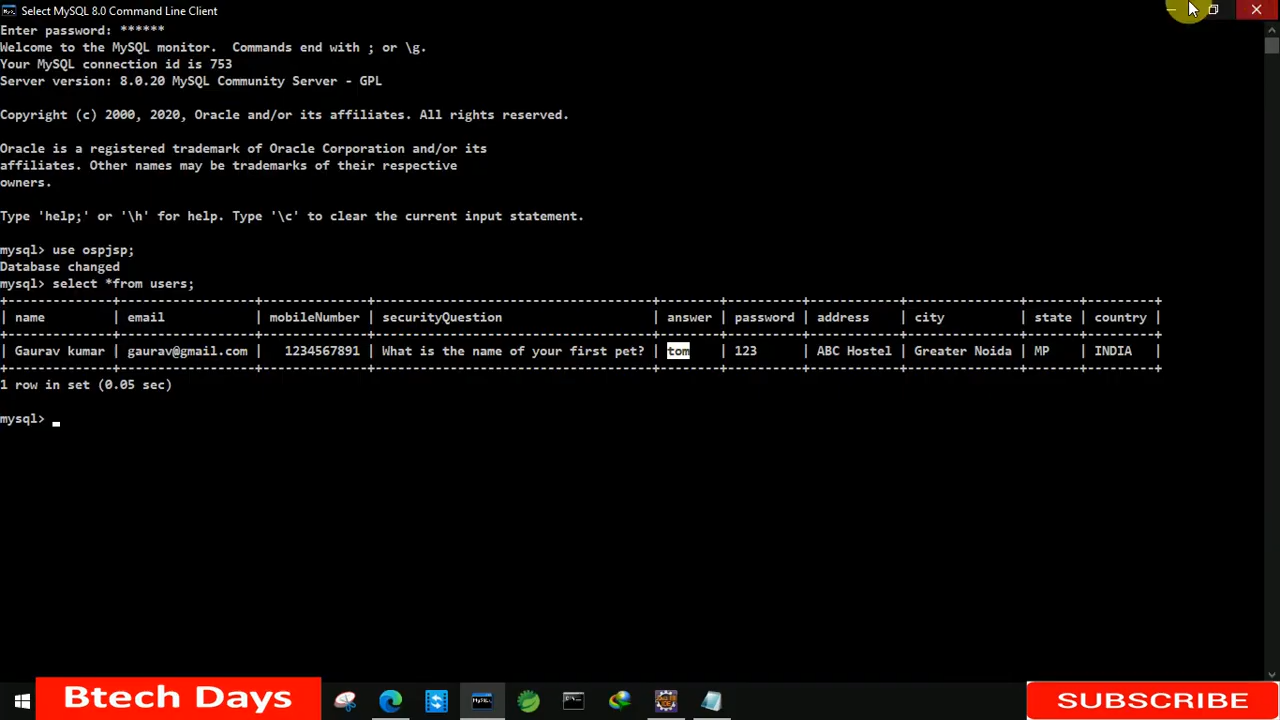 Select MySQL 8.0 Command Line Client
Enter password: ******
Welcome to the MySQL monitor.  Commands end with ; or \g.
Your MySQL connection id is 753
Server version: 8.0.20 MySQL Community Server - GPL
Copyright (c) 2000, 2020, Oracle and/or its affiliates. All rights reserved.
Oracle is a registered trademark of Oracle Corporation and/or its
affiliates. Other names may be trademarks of their respective
owners.
Type 'help;' or '\h' for help. Type '\c' to clear the current input statement.
mysql> use ospjsp;
Database changed
mysql> select *from users;
+--------------+------------------+--------------+-------------------------------------+--------+----------+------------+---------------+-------+---------+
| name         | email            | mobileNumber | securityQuestion                    | answer | password | address    | city          | state | country |
+--------------+------------------+--------------+-------------------------------------+--------+----------+------------+---------------+-------+---------+
| Gaurav kumar | gaurav@gmail.com |   1234567891 | What is the name of your first pet? | tom    | 123      | ABC Hostel | Greater Noida | MP    | INDIA   |
+--------------+------------------+--------------+-------------------------------------+--------+----------+------------+---------------+-------+---------+
1 row in set (0.05 sec)
mysql>
Btech Days
SUBSCRIBE